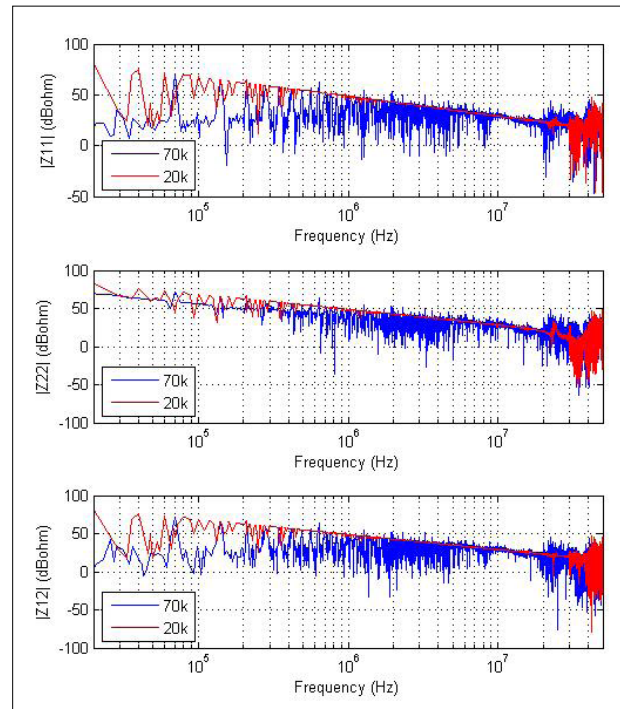 |Z11| (dBohm)
100
50
0
-50
70k
20k
10^5
10^6
10^7
Frequency (Hz)
|Z22| (dBohm)
100
50
0
-50
-100
70k
20k
10^5
10^6
10^7
Frequency (Hz)
|Z12| (dBohm)
100
50
0
-50
-100
70k
20k
10^5
10^6
10^7
Frequency (Hz)